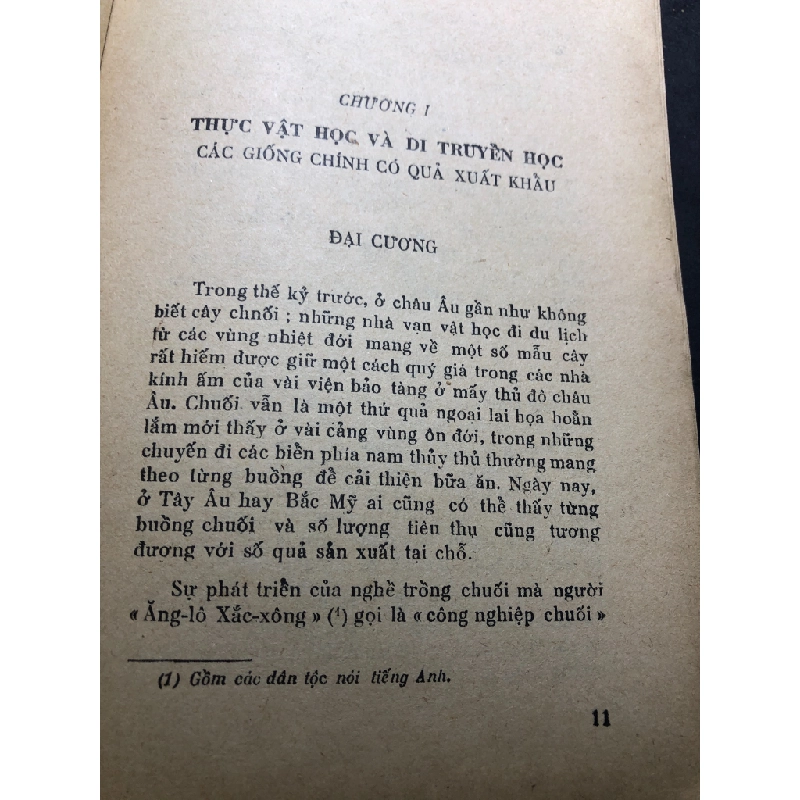 CHƯƠNG I
THỰC VẬT HỌC VÀ DI TRUYỀN HỌC
CÁC GIỐNG CHÍNH CÓ QUẢ XUẤT KHẨU
ĐẠI CƯƠNG
Trong thế kỷ trước, ở châu Âu gần như không
biết cây chnối ; những nhà vạn vật học đi du lịch
từ các vùng nhiệt đới mang về một số mẫu cây
rất hiếm được giữ một cách quý giá trong các nhà
kính ấm của vài viện bảo tàng ở mấy thủ đô châu
Âu. Chuối vẫn là một thứ quả ngoại lai họa hoằn
lắm mới thấy ở vài cảng vùng ôn đới, trong những
chuyến đi các biển phía nam thủy thủ thường mang
theo từng buồng để cải thiện bữa ăn. Ngày nay,
ở Tây Âu hay Bắc Mỹ ai cũng có thể thấy từng
buồng chuối và số lượng tiên thụ cũng tương
đương với số quả sản xuất tại chỗ.
Sự phát triển của nghề trồng chuối mà người
« Ăng-lô Xắc-xông » (¹) gọi là « công nghiệp chuối »
(1) Gồm các dân tộc nói tiếng Anh.
11